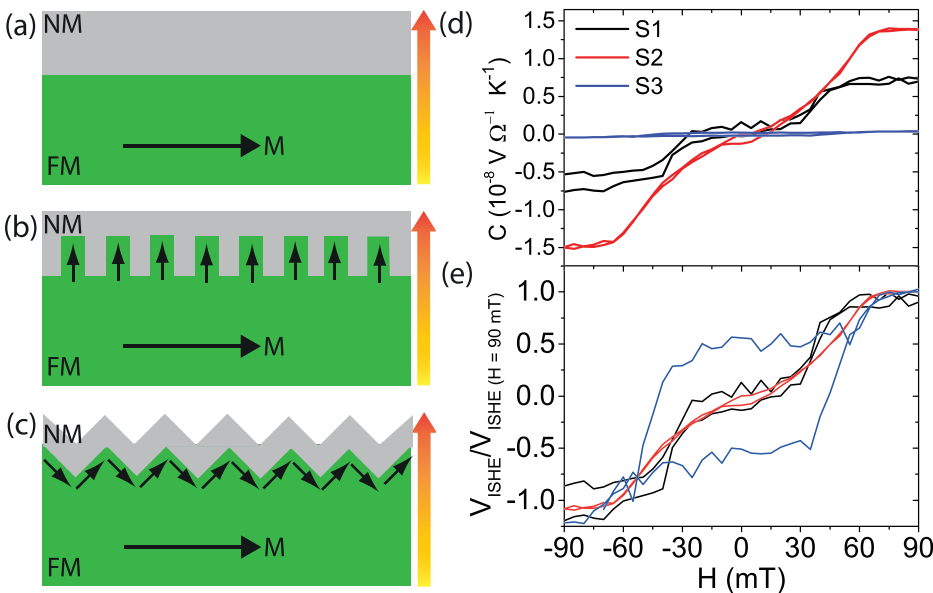 (a)
NM
M
FM
(b)
NM
M
FM
(c)
NM
M
FM
(d)
S1
S2
S3
1.5
1.0
0.5
0.0
-0.5
-1.0
-1.5
C (10⁻⁸ V Ω⁻¹ K⁻¹)
(e)
1.0
0.5
0.0
-0.5
-1.0
V_ISHE/V_ISHE (H = 90 mT)
-90 -60 -30 0 30 60 90
H (mT)